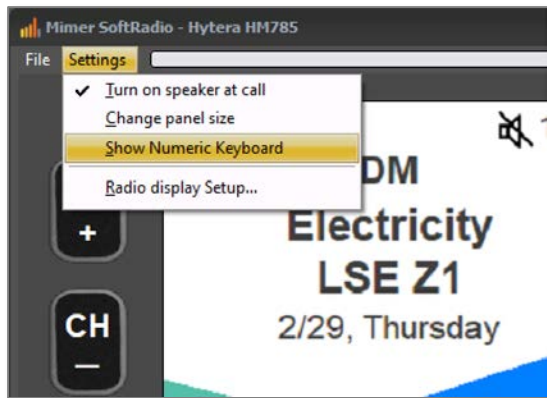 Mimer SoftRadio - Hytera HM785
File Settings
✓ Turn on speaker at call
Change panel size
Show Numeric Keyboard
Radio display Setup...
DM
Electricity
LSE Z1
2/29, Thursday
+
CH
–